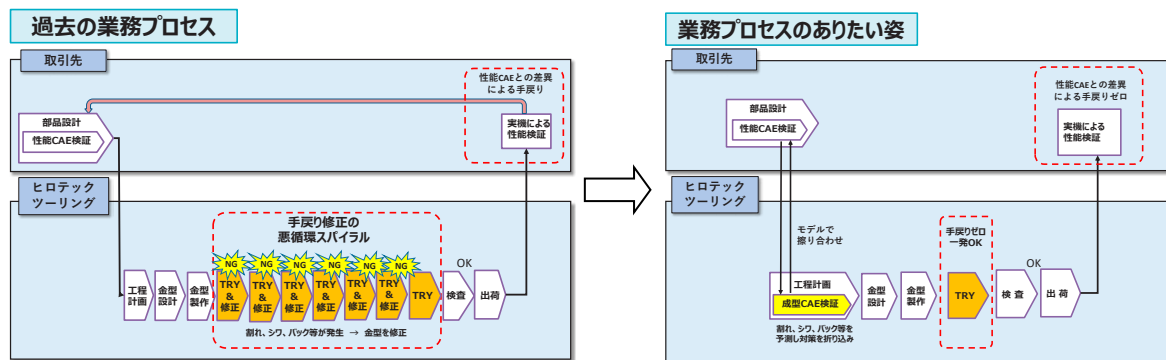 過去の業務プロセス
取引先
性能CAEとの差異
による手戻り
部品設計
性能CAE検証
実機による
性能検証
ヒロテック
ツーリング
手戻り修正の
悪循環スパイラル
NG
NG
NG
NG
NG
NG
OK
工程
計画
金型
設計
金型
製作
TRY
&
修正
TRY
&
修正
TRY
&
修正
TRY
&
修正
TRY
&
修正
TRY
&
修正
TRY
検査
出荷
割れ、シワ、バック等が発生 → 金型を修正
業務プロセスのありたい姿
取引先
性能CAEとの差異
による手戻りゼロ
部品設計
性能CAE検証
実機による
性能検証
ヒロテック
ツーリング
モデルで
擦り合わせ
手戻りゼロ
一発OK
OK
工程計画
成型CAE検証
金型
設計
金型
製作
TRY
検 査
出 荷
割れ、シワ、バック等を
予測し対策を折り込み